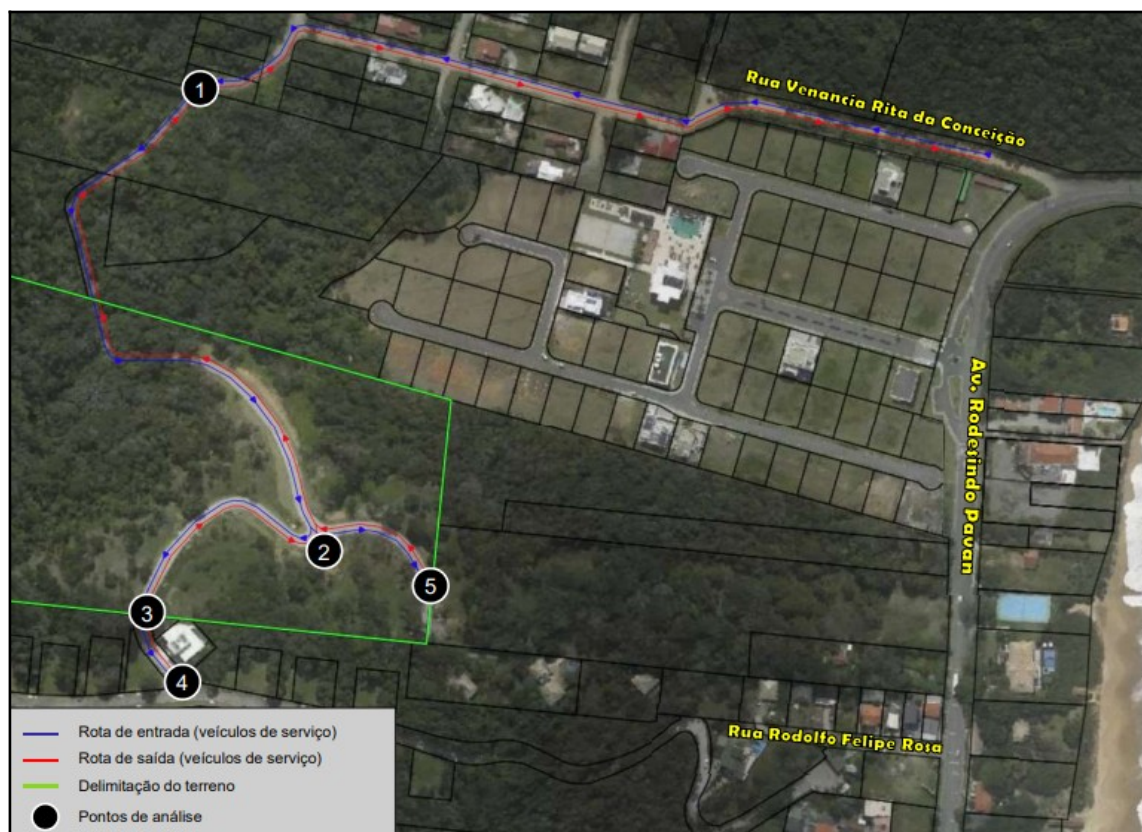 1
Rua Venancia Rita da Conceição
Av. Rodesindo Pavan
2
5
3
4
Rua Rodolfo Felipe Rosa
Rota de entrada (veículos de serviço)
Rota de saída (veículos de serviço)
Delimitação do terreno
Pontos de análise